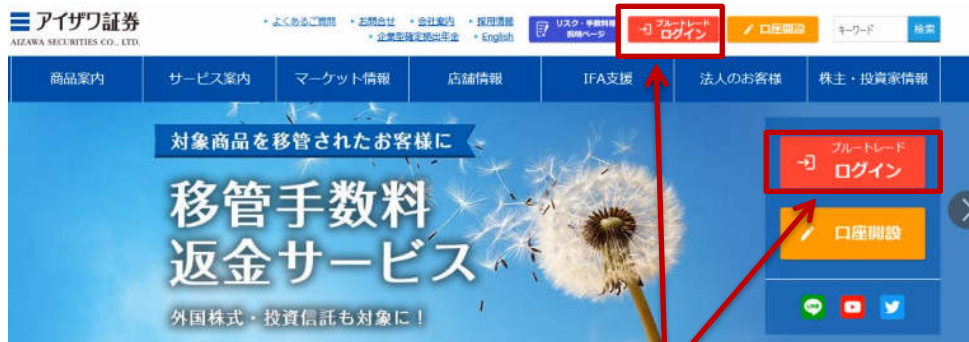 アイザワ証券
AIZAWA SECURITIES CO., LTD.
・よくあるご質問 ・お問合せ ・会社案内 ・採用情報
・企業型確定拠出年金 ・English
リスク・手数料等
説明ページ
ブルートレード
ログイン
口座開設
キーワード
検索
商品案内 サービス案内 マーケット情報 店舗情報 IFA支援 法人のお客様 株主・投資家情報
対象商品を移管されたお客様に
移管手数料
返金サービス
外国株式・投資信託も対象に！
ブルートレード
ログイン
口座開設
LINE